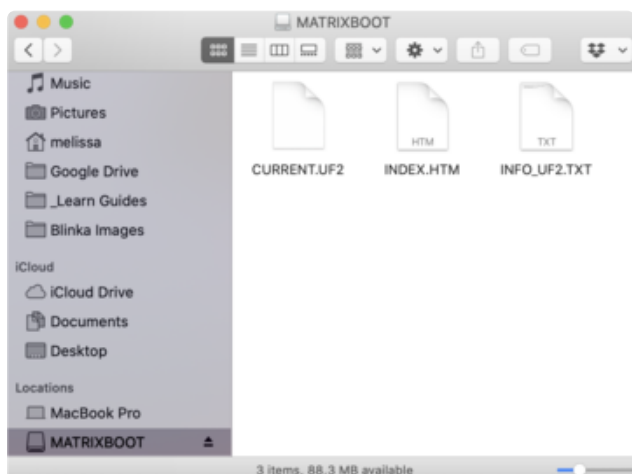 MATRIXBOOT
Music
Pictures
melissa
Google Drive
_Learn Guides
Blinka Images
iCloud
iCloud Drive
Documents
Desktop
Locations
MacBook Pro
MATRIXBOOT
HTM
TXT
CURRENT.UF2
INDEX.HTM
INFO_UF2.TXT
3 items, 88.3 MB available